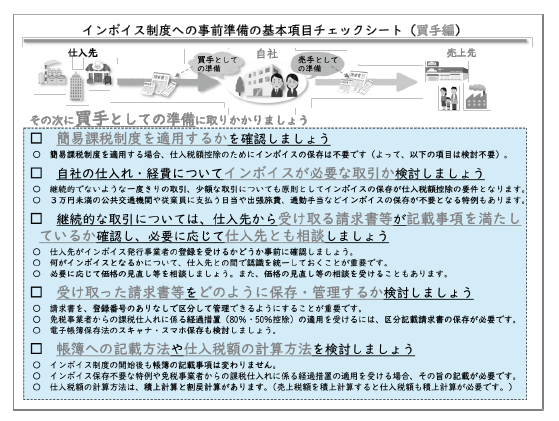 インボイス制度への事前準備の基本項目チェックシート（買手編）
仕入先
買手として
の準備
自社
売手として
の準備
売上先
請求書
その次に買手としての準備に取りかかりましょう
□ 簡易課税制度を適用するかを確認しましょう
○ 簡易課税制度を適用する場合、仕入税額控除のためにインボイスの保存は不要です（よって、以下の項目は検討不要）。
□ 自社の仕入れ・経費についてインボイスが必要な取引か検討しましょう
○ 継続的でないような一度きりの取引、少額な取引についても原則としてインボイスの保存が仕入税額控除の要件となります。
○ ３万円未満の公共交通機関や従業員に支払う日当や出張旅費、通勤手当などインボイスの保存が不要となる特例もあります。
□ 継続的な取引については、仕入先から受け取る請求書等が記載事項を満たし
ているか確認し、必要に応じて仕入先とも相談しましょう
○ 仕入先がインボイス発行事業者の登録を受けるかどうか事前に確認しましょう。
○ 何がインボイスとなるかについて、仕入先との間で認識を統一しておくことが重要です。
○ 必要に応じて価格の見直し等を相談しましょう。また、価格の見直し等の相談を受けることもあります。
□ 受け取った請求書等をどのように保存・管理するか検討しましょう
○ 請求書を、登録番号のありなしで区分して管理できるようにすることが重要です。
○ 免税事業者からの課税仕入れに係る経過措置（80%・50%控除）の適用を受けるには、区分記載請求書の保存が必要です。
○ 電子帳簿保存法のスキャナ・スマホ保存も検討しましょう。
□ 帳簿への記載方法や仕入税額の計算方法を検討しましょう
○ インボイス制度の開始後も帳簿の記載事項は変わりません。
○ インボイス保存不要な特例や免税事業者からの課税仕入れに係る経過措置の適用を受ける場合、その旨の記載が必要です。
○ 仕入税額の計算方法は、積上計算と割戻計算があります。（売上税額を積上計算すると仕入税額も積上計算が必要です。）